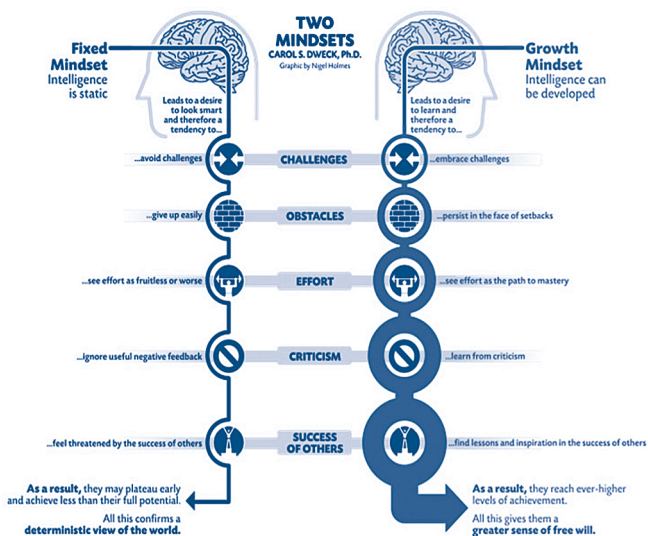 TWO
MINDSETS
CAROL S. DWECK, Ph.D.
Graphic by Nigel Holmes
Fixed
Mindset
Intelligence
is static
Growth
Mindset
Intelligence can
be developed
Leads to a desire
to look smart
and therefore a
tendency to...
Leads to a desire
to learn and
therefore a
tendency to...
...avoid challenges
CHALLENGES
...embrace challenges
...give up easily
OBSTACLES
...persist in the face of setbacks
...see effort as fruitless or worse
EFFORT
...see effort as the path to mastery
...ignore useful negative feedback
CRITICISM
...learn from criticism
...feel threatened by the success of others
SUCCESS
OF OTHERS
...find lessons and inspiration in the success of others
As a result, they may plateau early
and achieve less than their full potential.
All this confirms a
deterministic view of the world.
As a result, they reach ever-higher
levels of achievement.
All this gives them a
greater sense of free will.